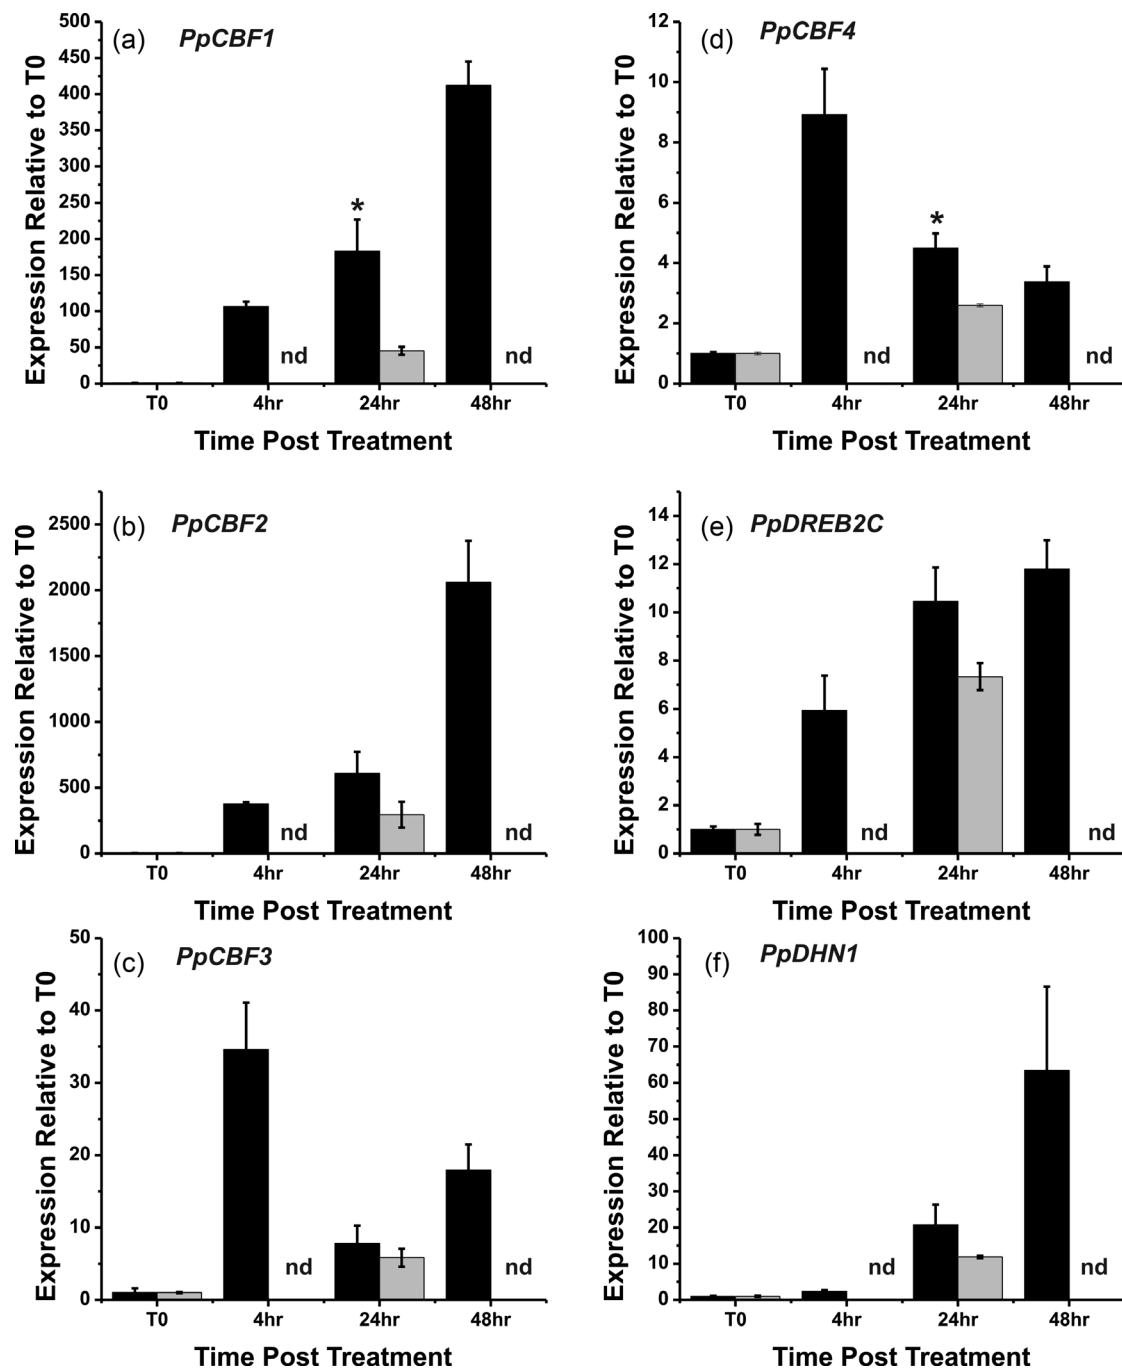 (a) PpCBF1
Expression Relative to T0
500
450
400
350
300
250
200
150
100
50
0
*
nd
nd
T0 4hr 24hr 48hr
Time Post Treatment
(d) PpCBF4
Expression Relative to T0
12
10
8
6
4
2
0
*
nd
nd
T0 4hr 24hr 48hr
Time Post Treatment
(b) PpCBF2
Expression Relative to T0
2500
2000
1500
1000
500
0
nd
nd
T0 4hr 24hr 48hr
Time Post Treatment
(e) PpDREB2C
Expression Relative to T0
14
12
10
8
6
4
2
0
nd
nd
T0 4hr 24hr 48hr
Time Post Treatment
(c) PpCBF3
Expression Relative to T0
50
40
30
20
10
0
nd
nd
T0 4hr 24hr 48hr
Time Post Treatment
(f) PpDHN1
Expression Relative to T0
100
90
80
70
60
50
40
30
20
10
0
nd
nd
T0 4hr 24hr 48hr
Time Post Treatment